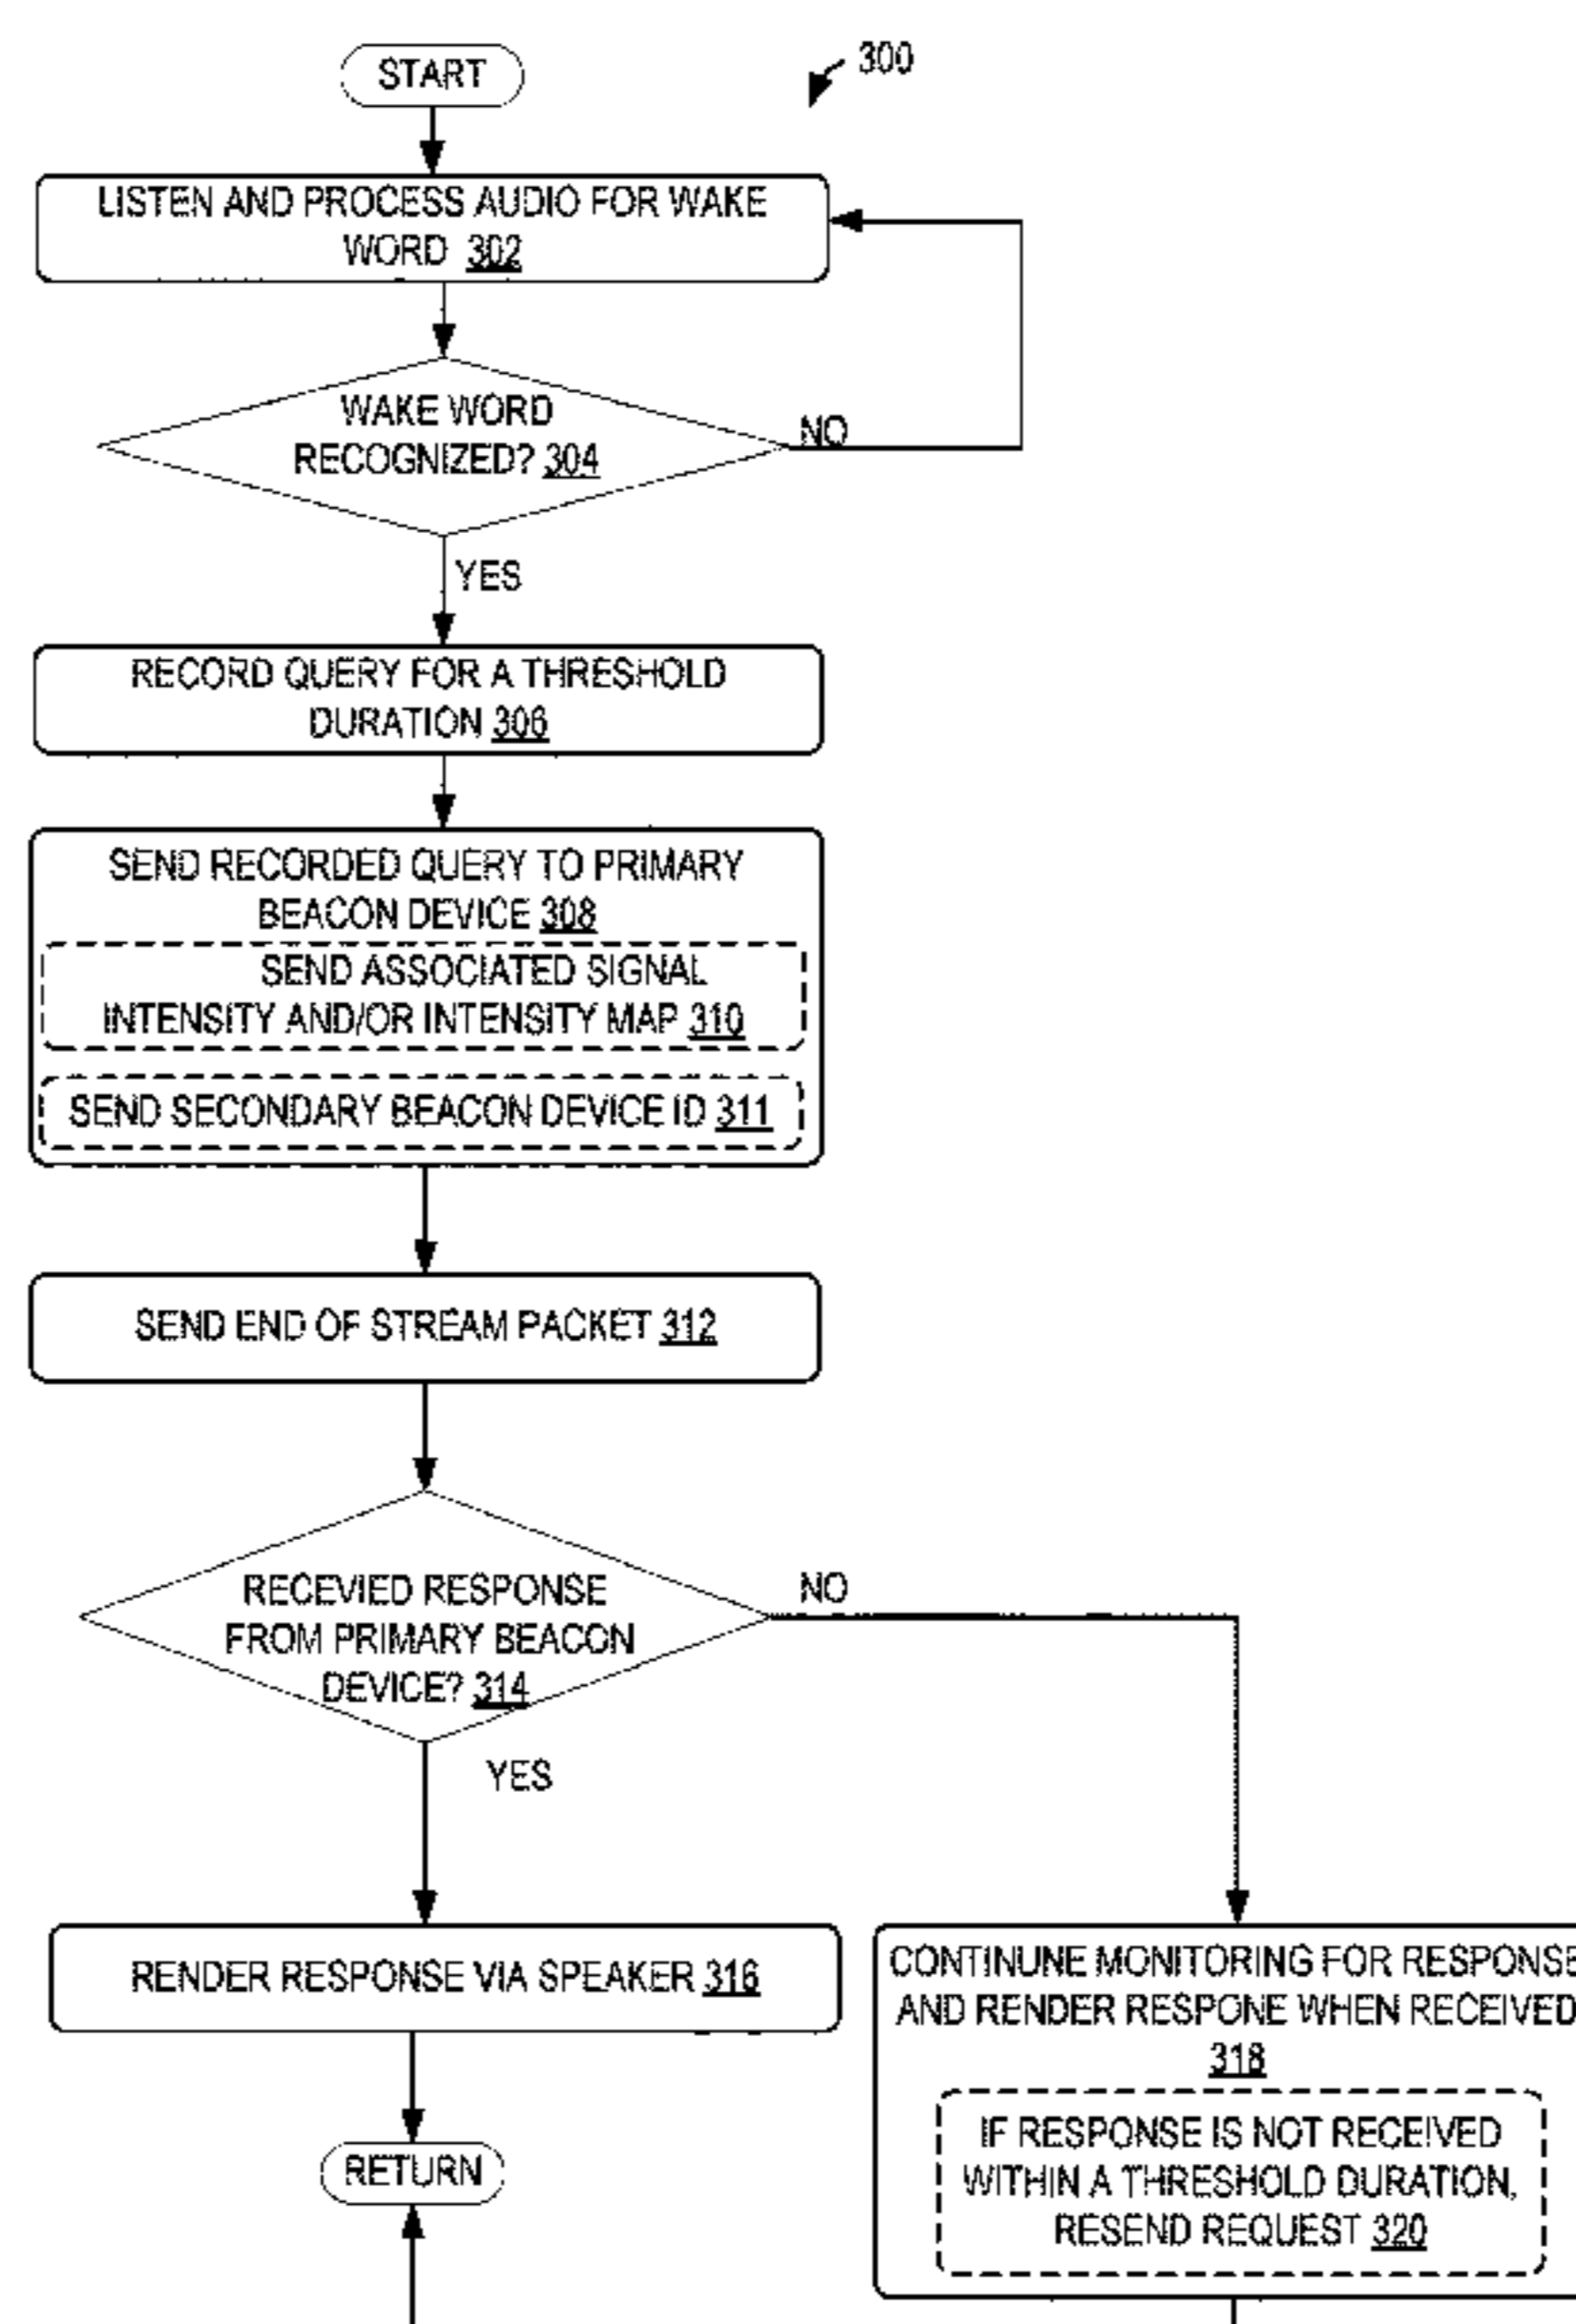 START
300
LISTEN AND PROCESS AUDIO FOR WAKE
WORD 302
WAKE WORD
RECOGNIZED? 304
NO
YES
RECORD QUERY FOR A THRESHOLD
DURATION 306
SEND RECORDED QUERY TO PRIMARY
BEACON DEVICE 308
SEND ASSOCIATED SIGNAL
INTENSITY AND/OR INTENSITY MAP 310
SEND SECONDARY BEACON DEVICE ID 311
SEND END OF STREAM PACKET 312
RECEVIED RESPONSE
FROM PRIMARY BEACON
DEVICE? 314
NO
YES
RENDER RESPONSE VIA SPEAKER 316
RETURN
CONTINUNE MONITORING FOR RESPONSE
AND RENDER RESPONE WHEN RECEIVED
318
IF RESPONSE IS NOT RECEIVED
WITHIN A THRESHOLD DURATION,
RESEND REQUEST 320